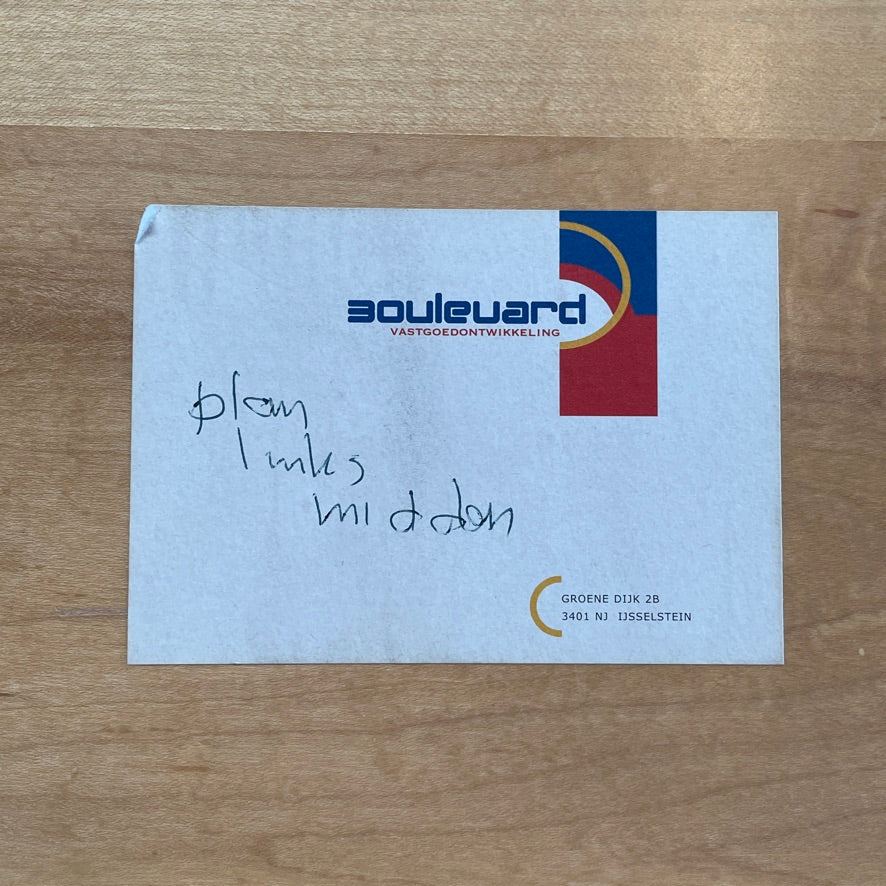 Boulevard
VASTGOEDONTWIKKELING
plan
links
midden
GROENE DIJK 2B
3401 NJ IJSSELSTEIN